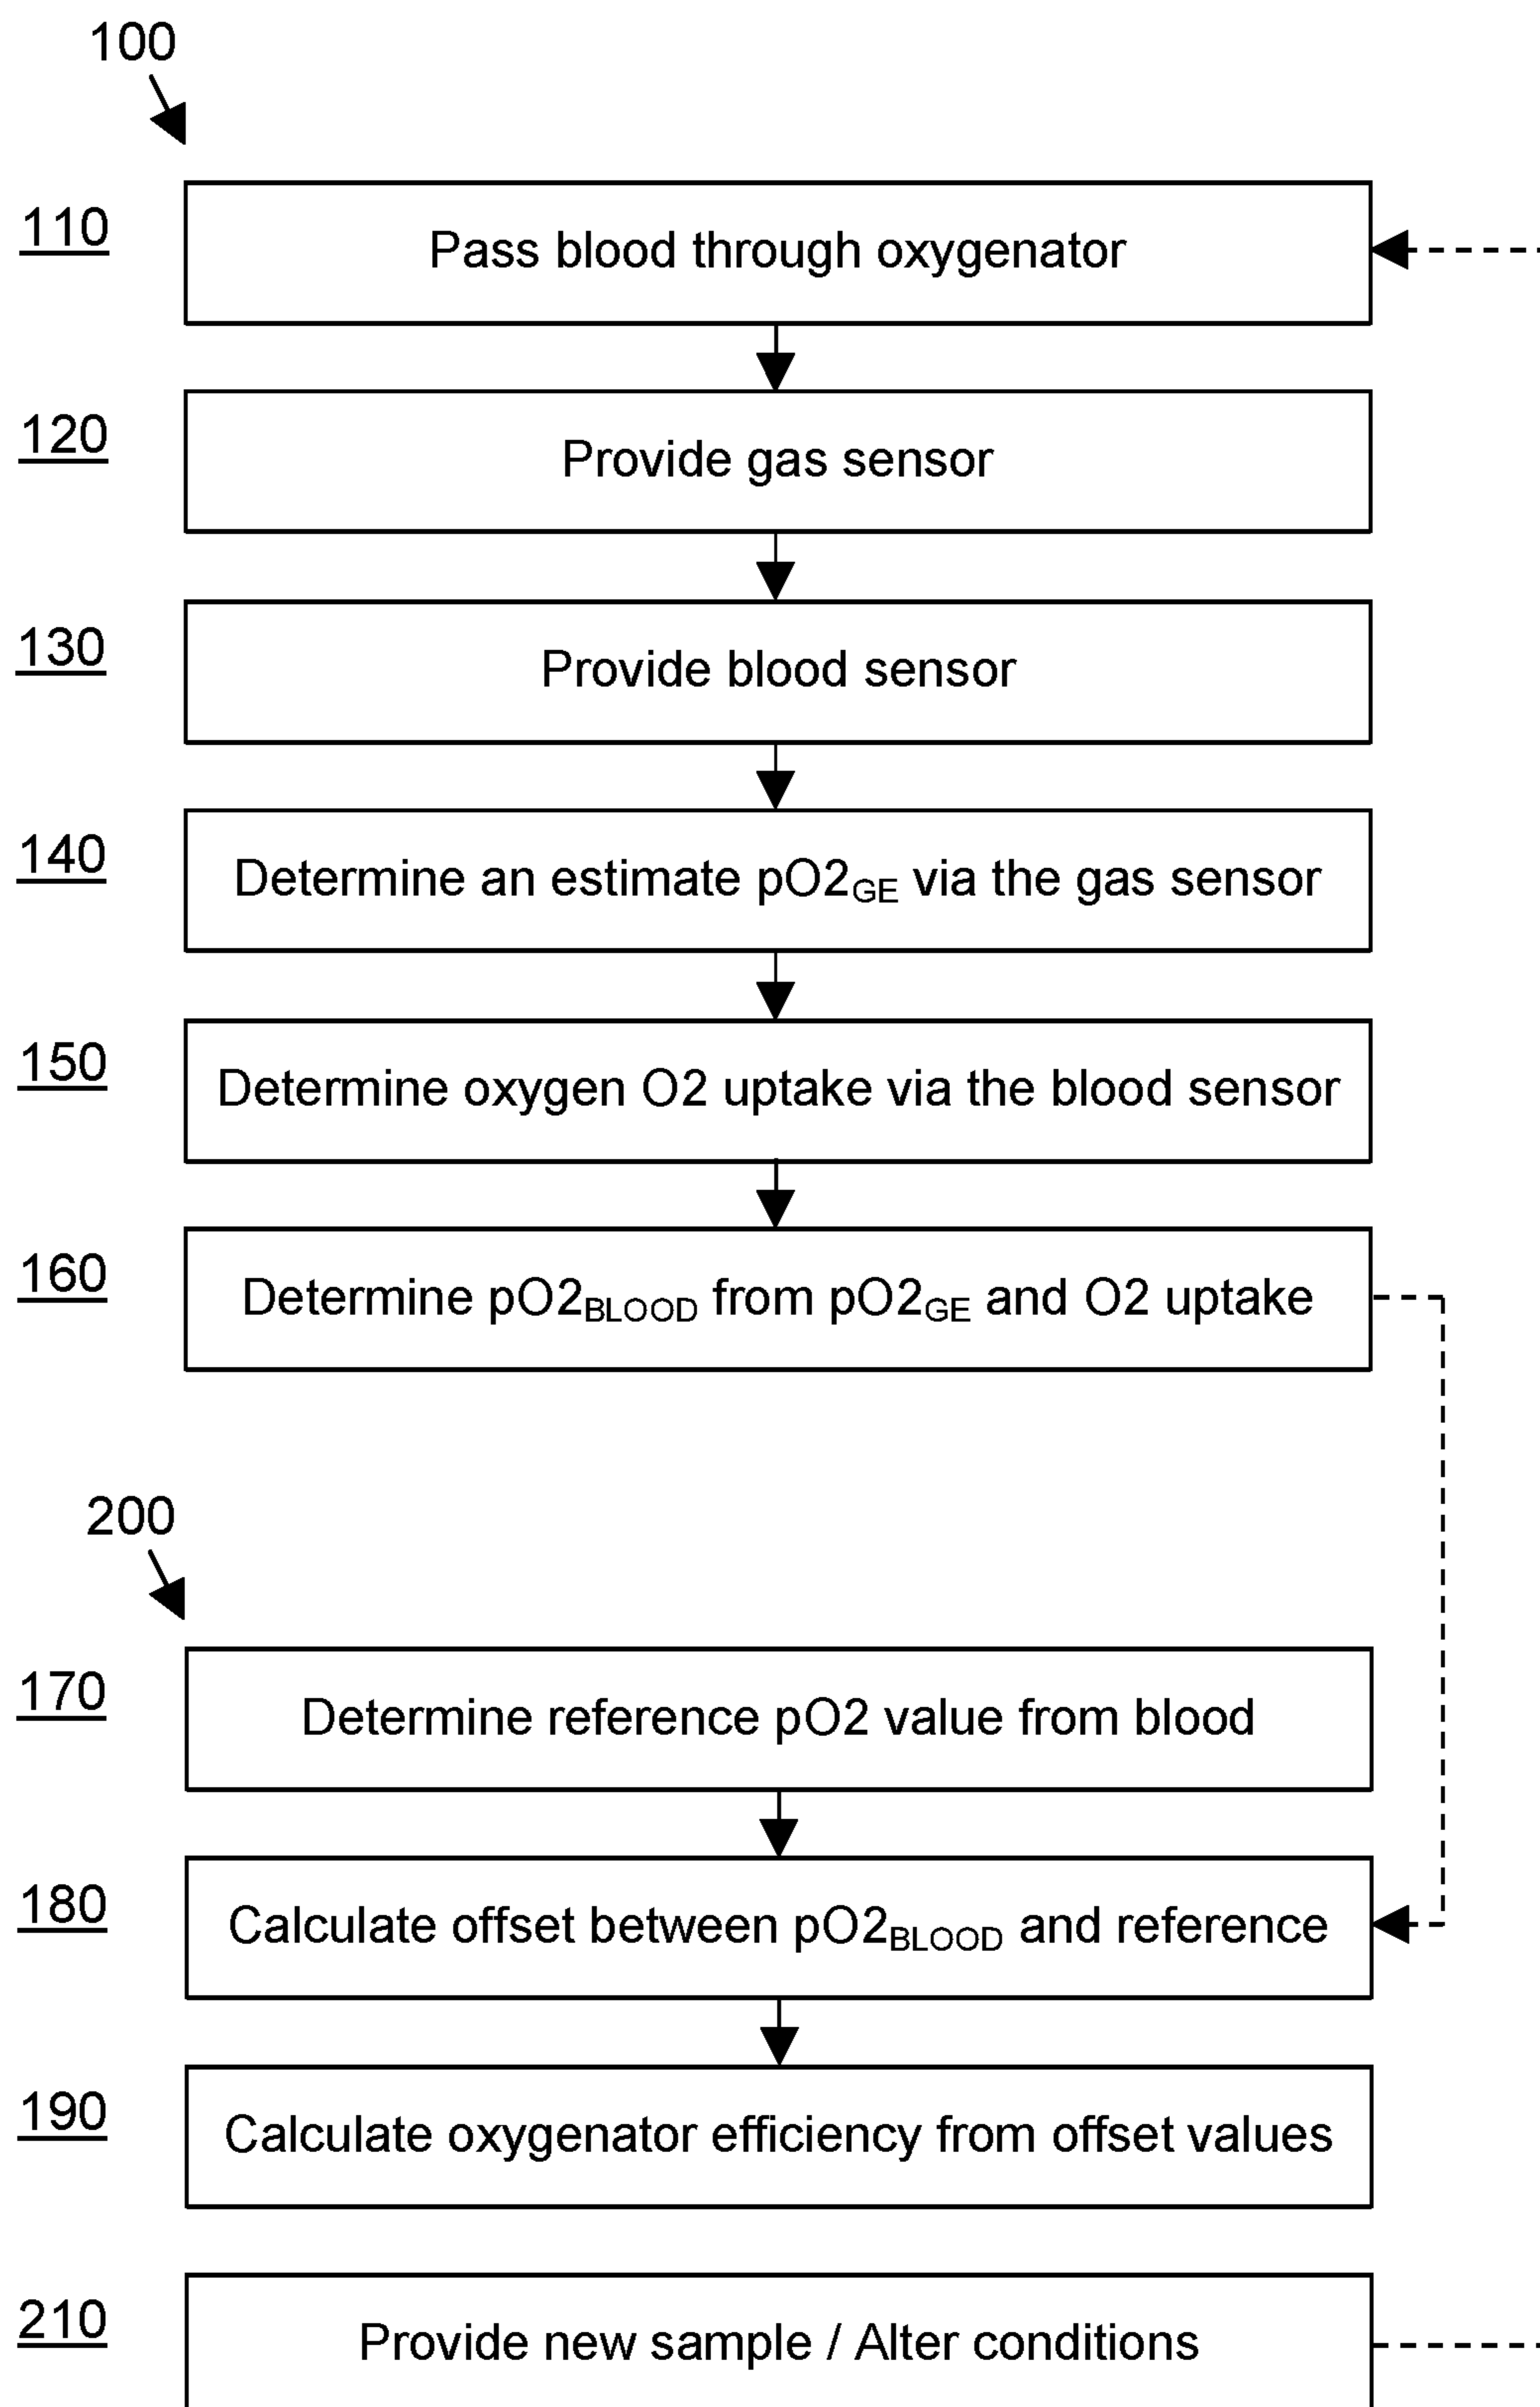 100
110
Pass blood through oxygenator
120
Provide gas sensor
130
Provide blood sensor
140
Determine an estimate pO2GE via the gas sensor
150
Determine oxygen O2 uptake via the blood sensor
160
Determine pO2BLOOD from pO2GE and O2 uptake
200
170
Determine reference pO2 value from blood
180
Calculate offset between pO2BLOOD and reference
190
Calculate oxygenator efficiency from offset values
210
Provide new sample / Alter conditions